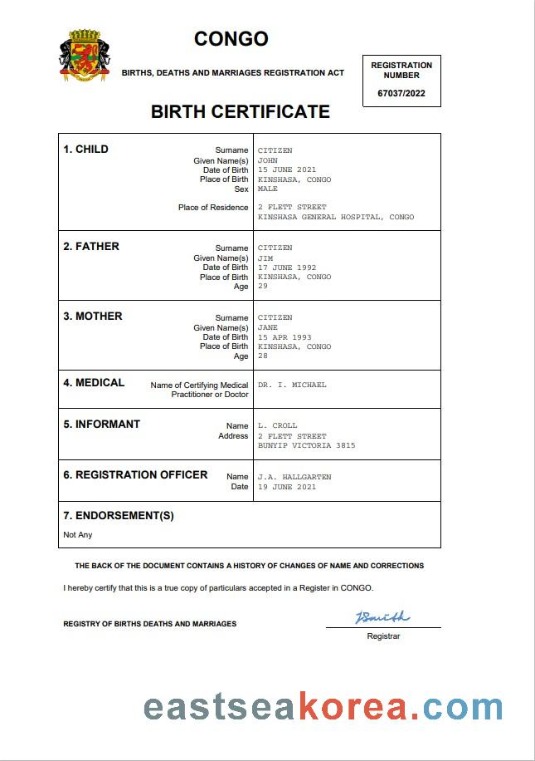 CONGO
BIRTHS, DEATHS AND MARRIAGES REGISTRATION ACT
REGISTRATION
NUMBER
67037/2022
BIRTH CERTIFICATE
1. CHILD
Surname CITIZEN
Given Name(s) JOHN
Date of Birth 15 JUNE 2021
Place of Birth KINSHASA, CONGO
Sex MALE
Place of Residence 2 FLETT STREET
KINSHASA GENERAL HOSPITAL, CONGO
2. FATHER
Surname CITIZEN
Given Name(s) JIM
Date of Birth 17 JUNE 1992
Place of Birth KINSHASA, CONGO
Age 29
3. MOTHER
Surname CITIZEN
Given Name(s) JANE
Date of Birth 15 APR 1993
Place of Birth KINSHASA, CONGO
Age 28
4. MEDICAL
Name of Certifying Medical DR. I. MICHAEL
Practitioner or Doctor
5. INFORMANT
Name L. CROLL
Address 2 FLETT STREET
BUNYIP VICTORIA 3815
6. REGISTRATION OFFICER Name J.A. HALLGARTEN
Date 19 JUNE 2021
7. ENDORSEMENT(S)
Not Any
THE BACK OF THE DOCUMENT CONTAINS A HISTORY OF CHANGES OF NAME AND CORRECTIONS
I hereby certify that this is a true copy of particulars accepted in a Register in CONGO.
JSmith
REGISTRY OF BIRTHS DEATHS AND MARRIAGES
Registrar
eastseakorea.com